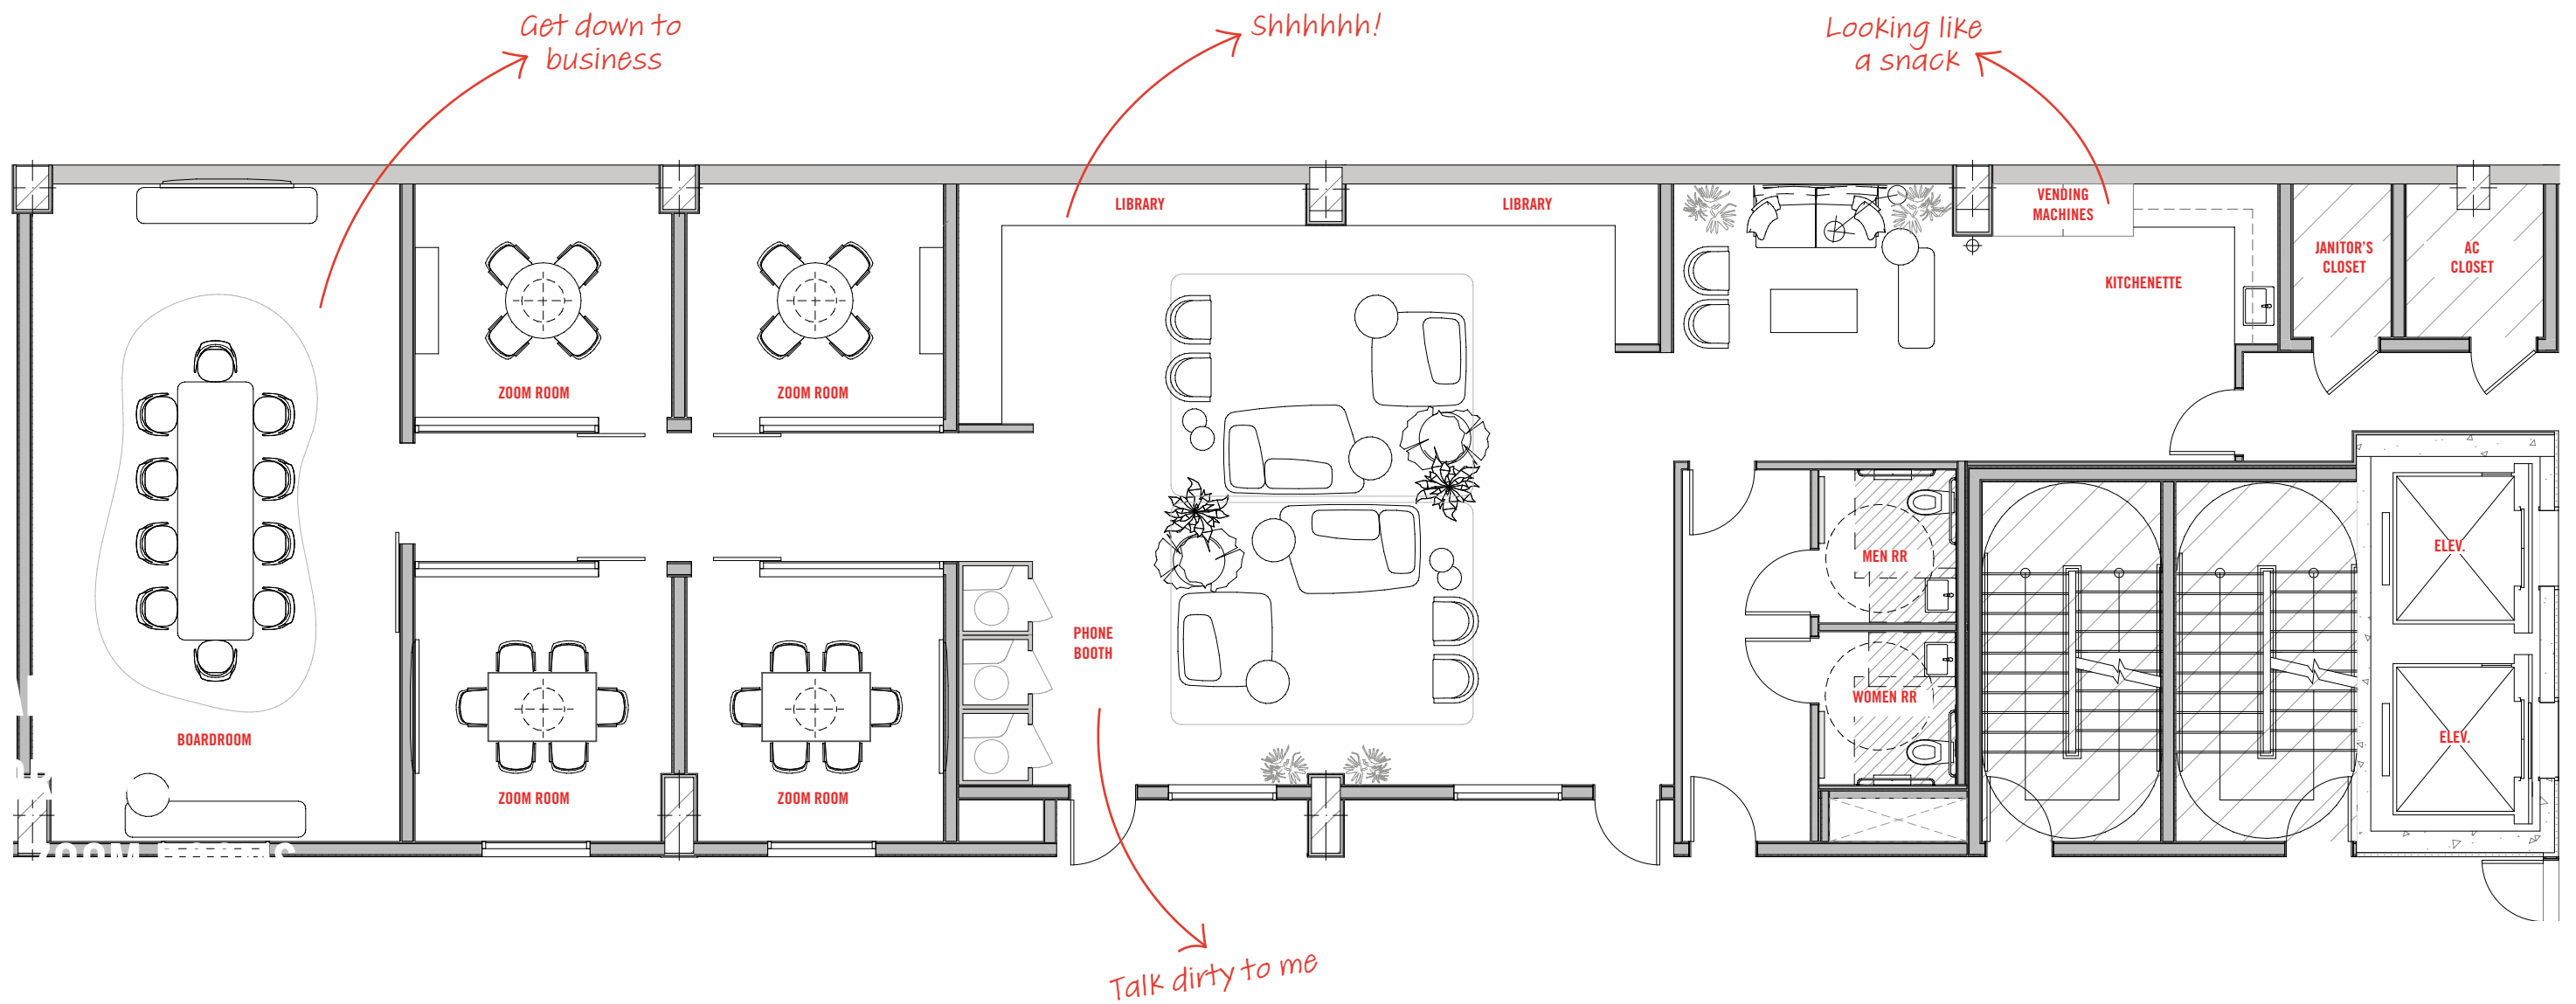 Get down to
business
Shhhhhh!
Looking like
a snack
LIBRARY
LIBRARY
VENDING
MACHINES
JANITOR'S
CLOSET
AC
CLOSET
KITCHENETTE
ZOOM ROOM
ZOOM ROOM
MEN RR
ELEV.
PHONE
BOOTH
WOMEN RR
BOARDROOM
ELEV.
ZOOM ROOM
ZOOM ROOM
ZOOM ROOMS
Talk dirty to me